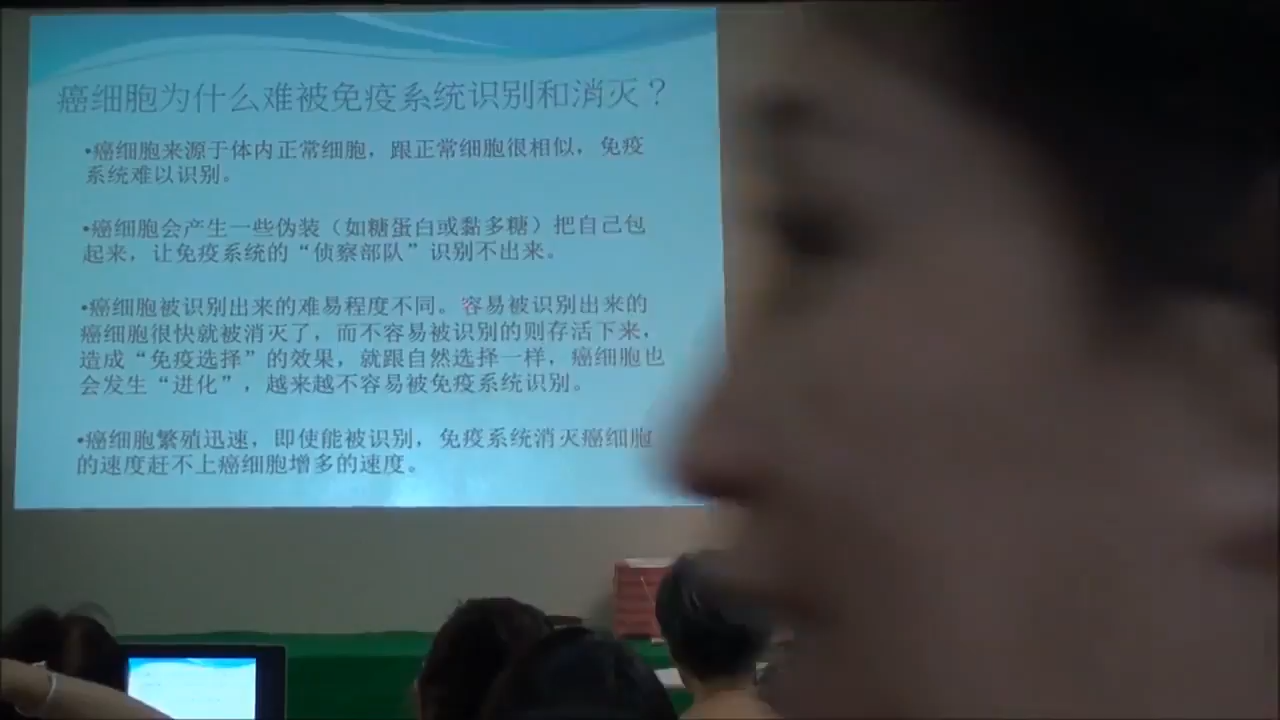 癌细胞为什么难被免疫系统识别和消灭？
•癌细胞来源于体内正常细胞，跟正常细胞很相似，免疫
系统难以识别。
•癌细胞会产生一些伪装（如糖蛋白或黏多糖）把自己包
起来，让免疫系统的“侦察部队”识别不出来。
•癌细胞被识别出来的难易程度不同。容易被识别出来的
癌细胞很快就被消灭了，而不容易被识别的则存活下来，
造成“免疫选择”的效果，就跟自然选择一样，癌细胞也
会发生“进化”，越来越不容易被免疫系统识别。
•癌细胞繁殖迅速，即使能被识别，免疫系统消灭癌细胞
的速度赶不上癌细胞增多的速度。